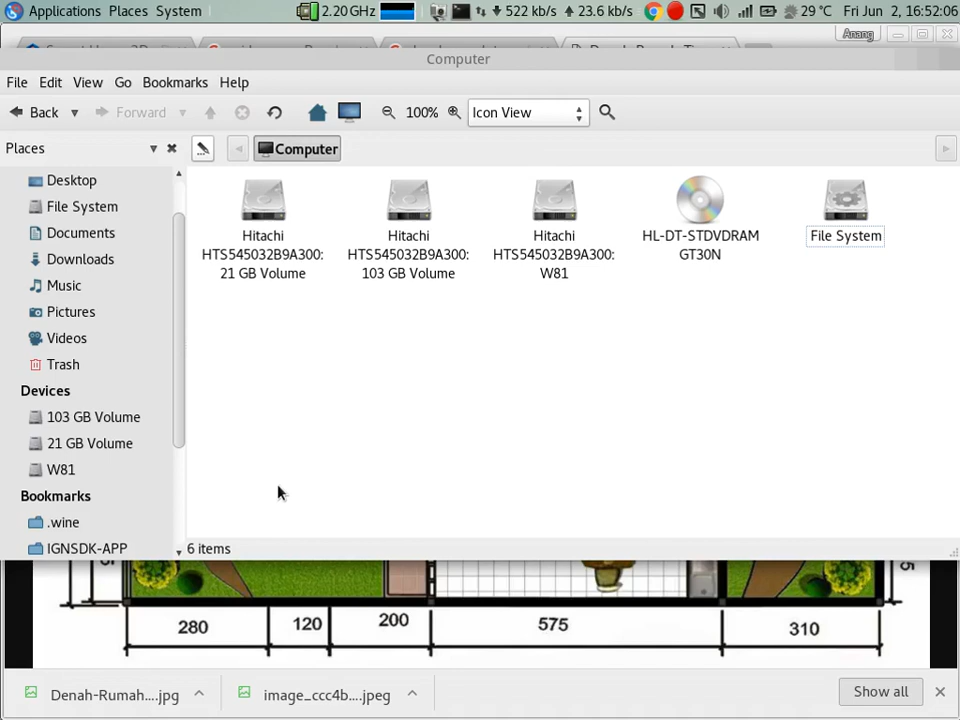 Applications Places System 2.20 GHz 522 kb/s 23.6 kb/s 29 °C Fri Jun 2, 16:52:06
Anang
Computer
File Edit View Go Bookmarks Help
Back Forward 100% Icon View
Places Computer
Desktop
File System
Documents
Downloads
Music
Pictures
Videos
Trash
Devices
103 GB Volume
21 GB Volume
W81
Bookmarks
.wine
IGNSDK-APP
Hitachi
HTS545032B9A300:
21 GB Volume
Hitachi
HTS545032B9A300:
103 GB Volume
Hitachi
HTS545032B9A300:
W81
HL-DT-STDVDRAM
GT30N
File System
6 items
280 120 200 575 310
Denah-Rumah....jpg image_ccc4b....jpeg Show all